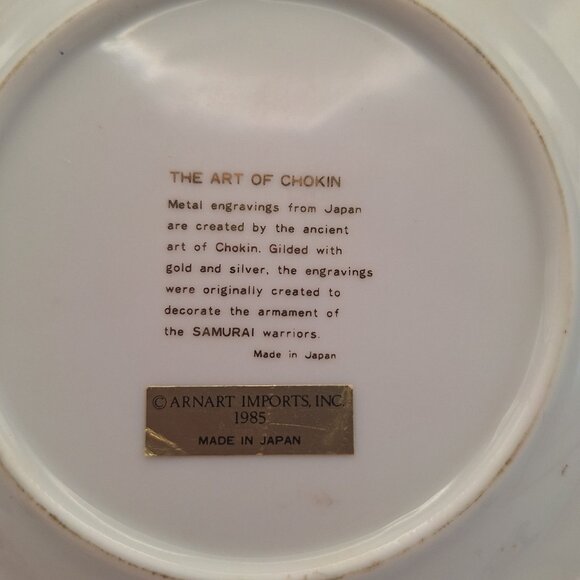 THE ART OF CHOKIN
Metal engravings from Japan
are created by the ancient
art of Chokin. Gilded with
gold and silver, the engravings
were originally created to
decorate the armament of
the SAMURAI warriors.
Made in Japan
© ARNART IMPORTS, INC.
1985
MADE IN JAPAN